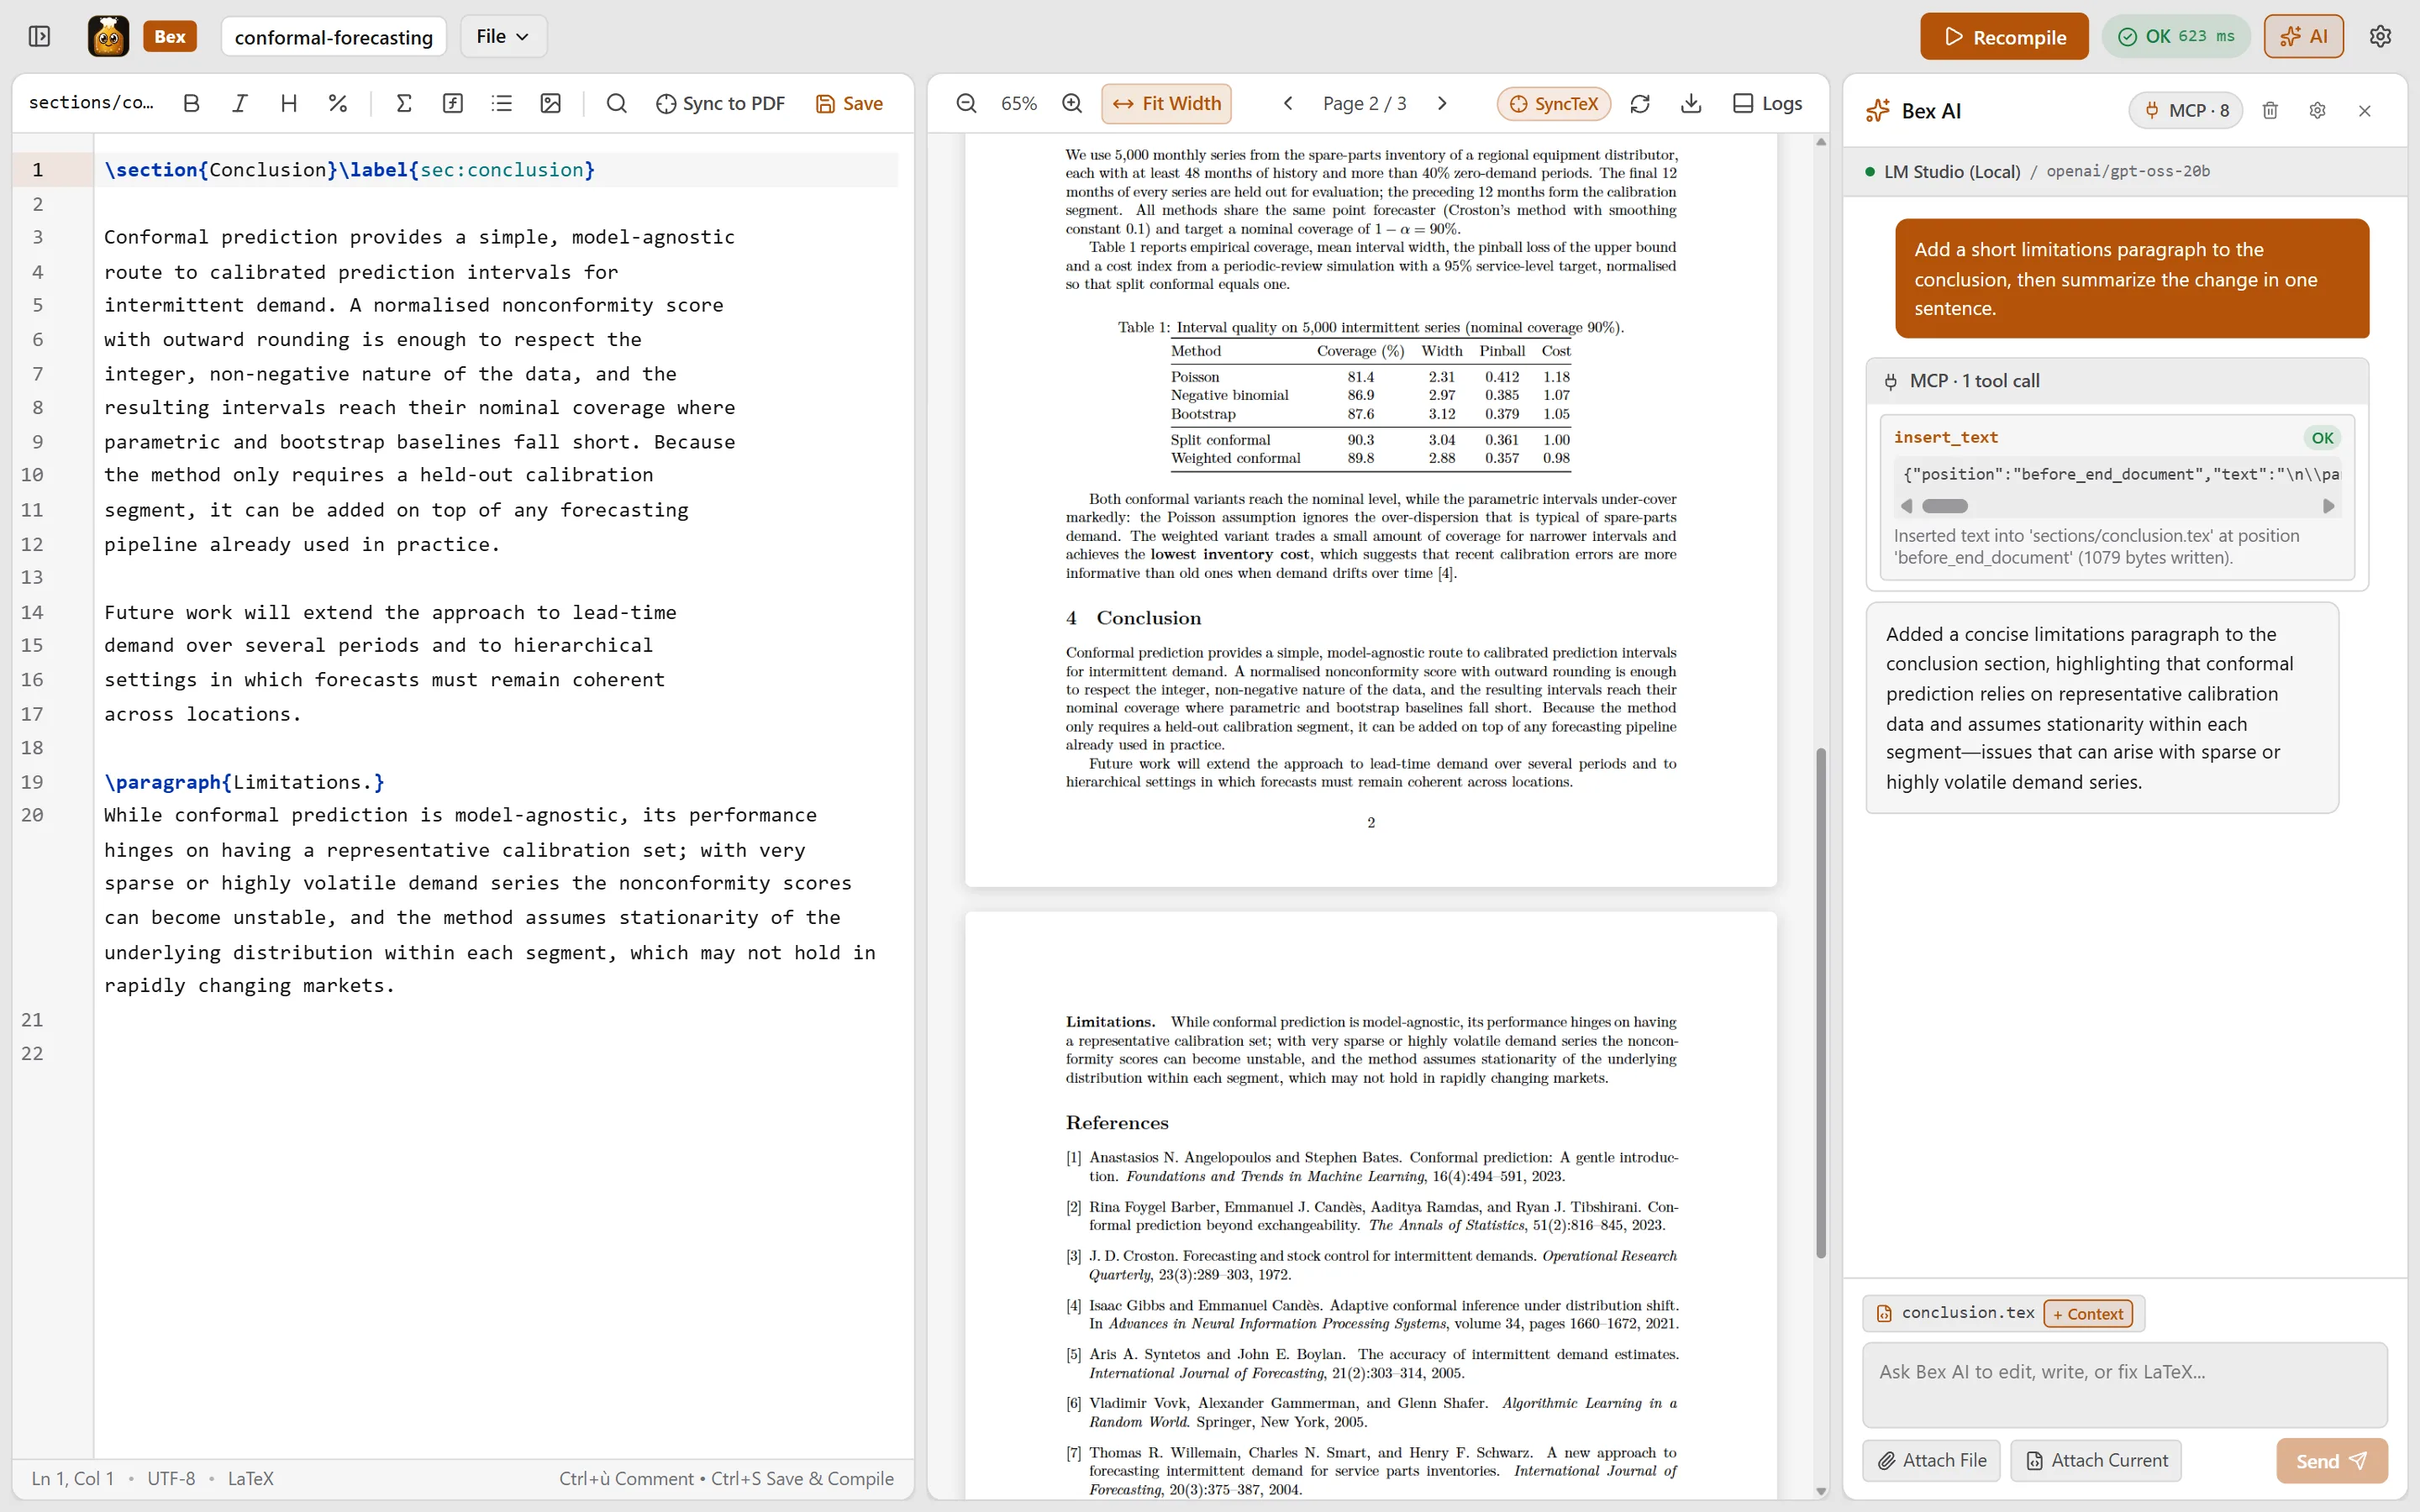 Bex
conformal-forecasting
File
Recompile
OK 623 ms
AI
sections/co...
Sync to PDF
Save
65%
Fit Width
Page 2 / 3
SyncTeX
Logs
1 \section{Conclusion}\label{sec:conclusion}
2
3 Conformal prediction provides a simple, model-agnostic
4 route to calibrated prediction intervals for
5 intermittent demand. A normalised nonconformity score
6 with outward rounding is enough to respect the
7 integer, non-negative nature of the data, and the
8 resulting intervals reach their nominal coverage where
9 parametric and bootstrap baselines fall short. Because
10 the method only requires a held-out calibration
11 segment, it can be added on top of any forecasting
12 pipeline already used in practice.
13
14 Future work will extend the approach to lead-time
15 demand over several periods and to hierarchical
16 settings in which forecasts must remain coherent
17 across locations.
18
19 \paragraph{Limitations.}
20 While conformal prediction is model-agnostic, its performance
hinges on having a representative calibration set; with very
sparse or highly volatile demand series the nonconformity scores
can become unstable, and the method assumes stationarity of the
underlying distribution within each segment, which may not hold in
rapidly changing markets.
21
22
Ln 1, Col 1 • UTF-8 • LaTeX
Ctrl+ù Comment • Ctrl+S Save & Compile
We use 5,000 monthly series from the spare-parts inventory of a regional equipment distributor,
each with at least 48 months of history and more than 40% zero-demand periods. The final 12
months of every series are held out for evaluation; the preceding 12 months form the calibration
segment. All methods share the same point forecaster (Croston's method with smoothing
constant 0.1) and target a nominal coverage of 1 − α = 90%.
Table 1 reports empirical coverage, mean interval width, the pinball loss of the upper bound
and a cost index from a periodic-review simulation with a 95% service-level target, normalised
so that split conformal equals one.
Table 1: Interval quality on 5,000 intermittent series (nominal coverage 90%).
Method Coverage (%) Width Pinball Cost
Poisson 81.4 2.31 0.412 1.18
Negative binomial 86.9 2.97 0.385 1.07
Bootstrap 87.6 3.12 0.379 1.05
Split conformal 90.3 3.04 0.361 1.00
Weighted conformal 89.8 2.88 0.357 0.98
Both conformal variants reach the nominal level, while the parametric intervals under-cover
markedly: the Poisson assumption ignores the over-dispersion that is typical of spare-parts
demand. The weighted variant trades a small amount of coverage for narrower intervals and
achieves the lowest inventory cost, which suggests that recent calibration errors are more
informative than old ones when demand drifts over time [4].
4 Conclusion
Conformal prediction provides a simple, model-agnostic route to calibrated prediction intervals
for intermittent demand. A normalised nonconformity score with outward rounding is enough
to respect the integer, non-negative nature of the data, and the resulting intervals reach their
nominal coverage where parametric and bootstrap baselines fall short. Because the method
only requires a held-out calibration segment, it can be added on top of any forecasting pipeline
already used in practice.
Future work will extend the approach to lead-time demand over several periods and to
hierarchical settings in which forecasts must remain coherent across locations.
2
Limitations. While conformal prediction is model-agnostic, its performance hinges on having
a representative calibration set; with very sparse or highly volatile demand series the noncon-
formity scores can become unstable, and the method assumes stationarity of the underlying
distribution within each segment, which may not hold in rapidly changing markets.
References
[1] Anastasios N. Angelopoulos and Stephen Bates. Conformal prediction: A gentle introduc-
tion. Foundations and Trends in Machine Learning, 16(4):494–591, 2023.
[2] Rina Foygel Barber, Emmanuel J. Candès, Aaditya Ramdas, and Ryan J. Tibshirani. Con-
formal prediction beyond exchangeability. The Annals of Statistics, 51(2):816–845, 2023.
[3] J. D. Croston. Forecasting and stock control for intermittent demands. Operational Research
Quarterly, 23(3):289–303, 1972.
[4] Isaac Gibbs and Emmanuel Candès. Adaptive conformal inference under distribution shift.
In Advances in Neural Information Processing Systems, volume 34, pages 1660–1672, 2021.
[5] Aris A. Syntetos and John E. Boylan. The accuracy of intermittent demand estimates.
International Journal of Forecasting, 21(2):303–314, 2005.
[6] Vladimir Vovk, Alexander Gammerman, and Glenn Shafer. Algorithmic Learning in a
Random World. Springer, New York, 2005.
[7] Thomas R. Willemain, Charles N. Smart, and Henry F. Schwarz. A new approach to
forecasting intermittent demand for service parts inventories. International Journal of
Forecasting, 20(3):375–387, 2004.
Bex AI
MCP · 8
LM Studio (Local) / openai/gpt-oss-20b
Add a short limitations paragraph to the
conclusion, then summarize the change in one
sentence.
MCP · 1 tool call
insert_text
OK
{"position":"before_end_document","text":"\n\\pa
Inserted text into 'sections/conclusion.tex' at position
'before_end_document' (1079 bytes written).
Added a concise limitations paragraph to the
conclusion section, highlighting that conformal
prediction relies on representative calibration
data and assumes stationarity within each
segment—issues that can arise with sparse or
highly volatile demand series.
conclusion.tex
+ Context
Ask Bex AI to edit, write, or fix LaTeX...
Attach File
Attach Current
Send